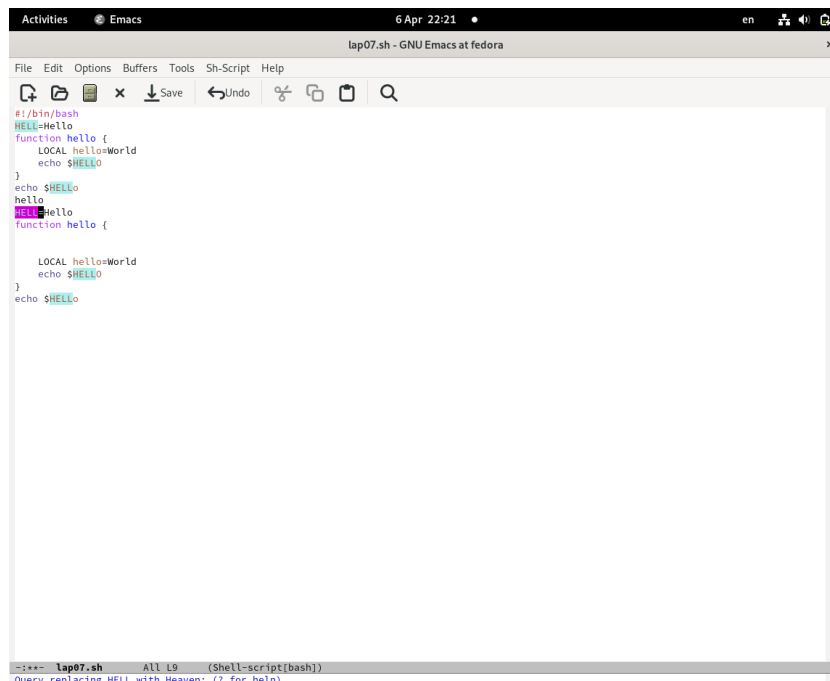 Activities Emacs 6 Apr 22:21 en
lap07.sh - GNU Emacs at fedora
File Edit Options Buffers Tools Sh-Script Help
Save Undo
#!/bin/bash
HELL=Hello
function hello {
    LOCAL hello=World
    echo $HELLO
}
echo $HELLo
hello
HELL=Hello
function hello {
    LOCAL hello=World
    echo $HELLO
}
echo $HELLo
-:**- lap07.sh All L9 (Shell-script[bash])
Query replacing HELL with Heaven: (? for help)